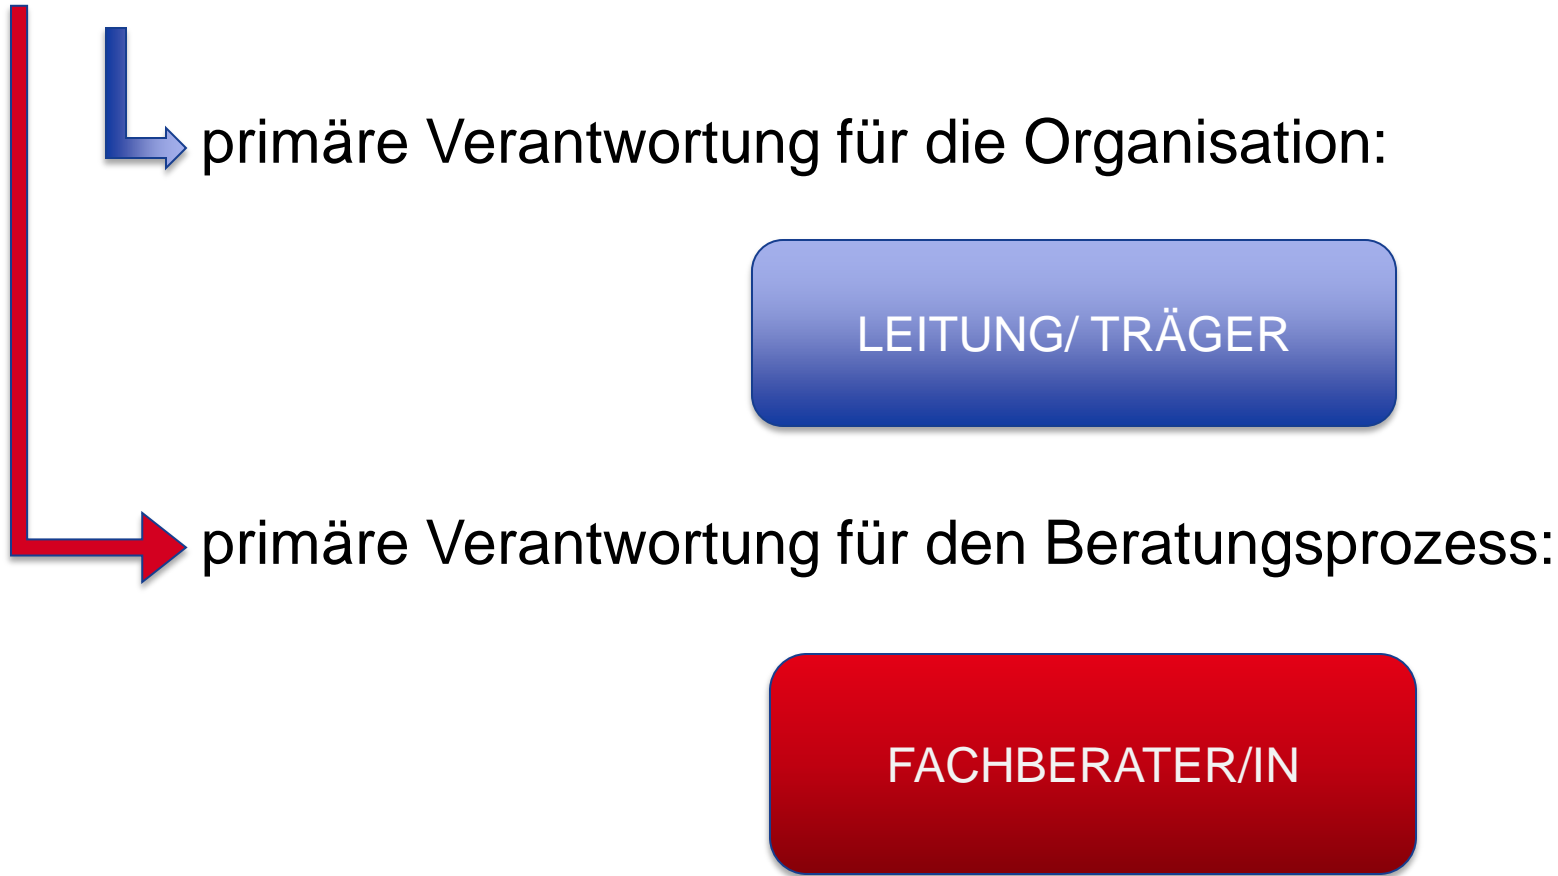 primäre Verantwortung für die Organisation:
LEITUNG/ TRÄGER
primäre Verantwortung für den Beratungsprozess:
FACHBERATER/IN